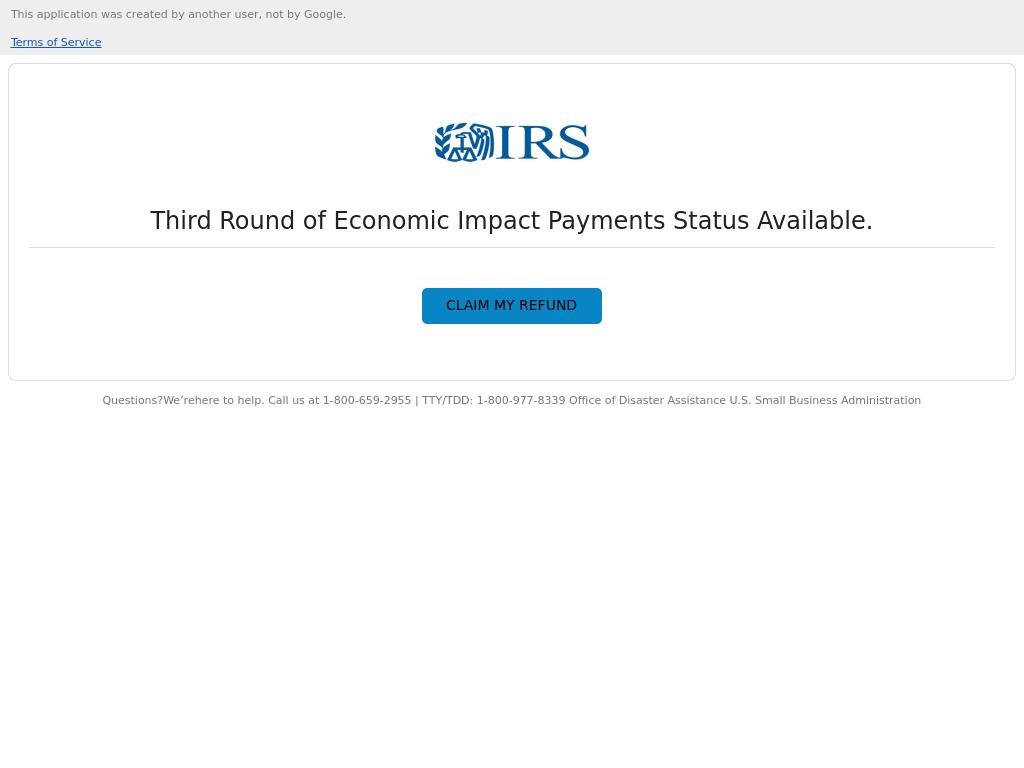 This application was created by another user, not by Google.
Terms of Service
IRS
Third Round of Economic Impact Payments Status Available.
CLAIM MY REFUND
Questions?We’rehere to help. Call us at 1-800-659-2955 | TTY/TDD: 1-800-977-8339 Office of Disaster Assistance U.S. Small Business Administration